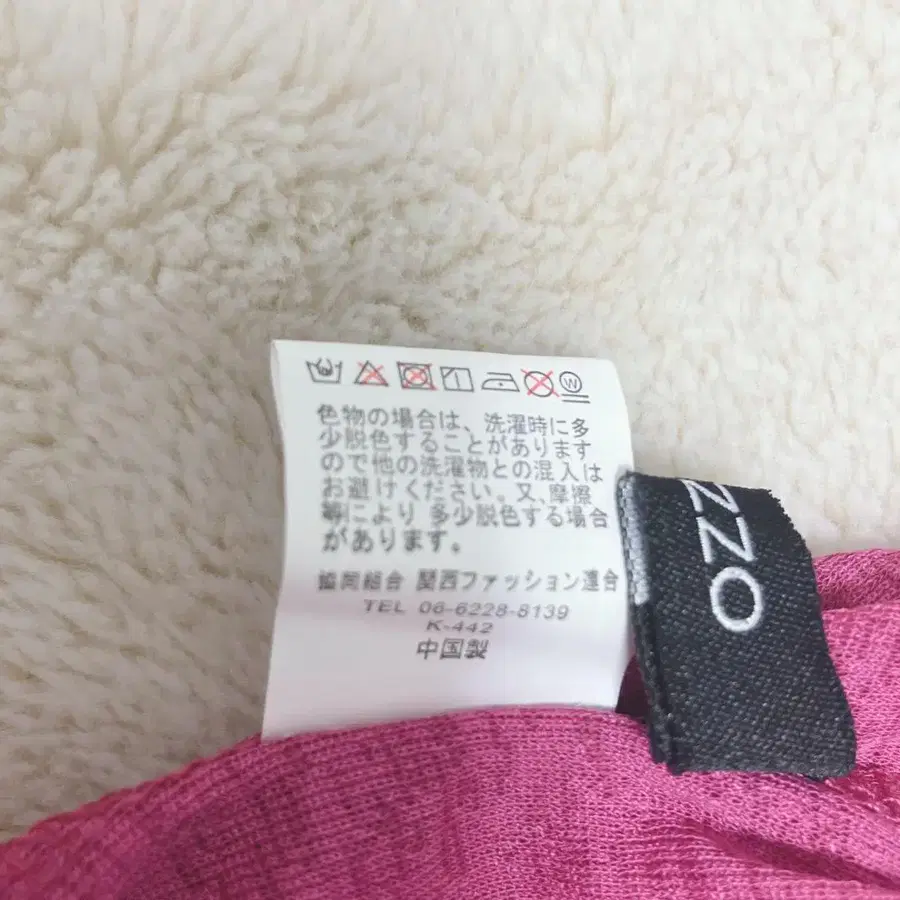 W
色物の場合は、洗濯時に多
少脱色することがあります
ので他の洗濯物との混入は
お避けください。又、摩擦
等により 多少脱色する場合
があります。
協同組合 関西ファッション連合
TEL 06-6228-8139
K-442
中国製
ZZO